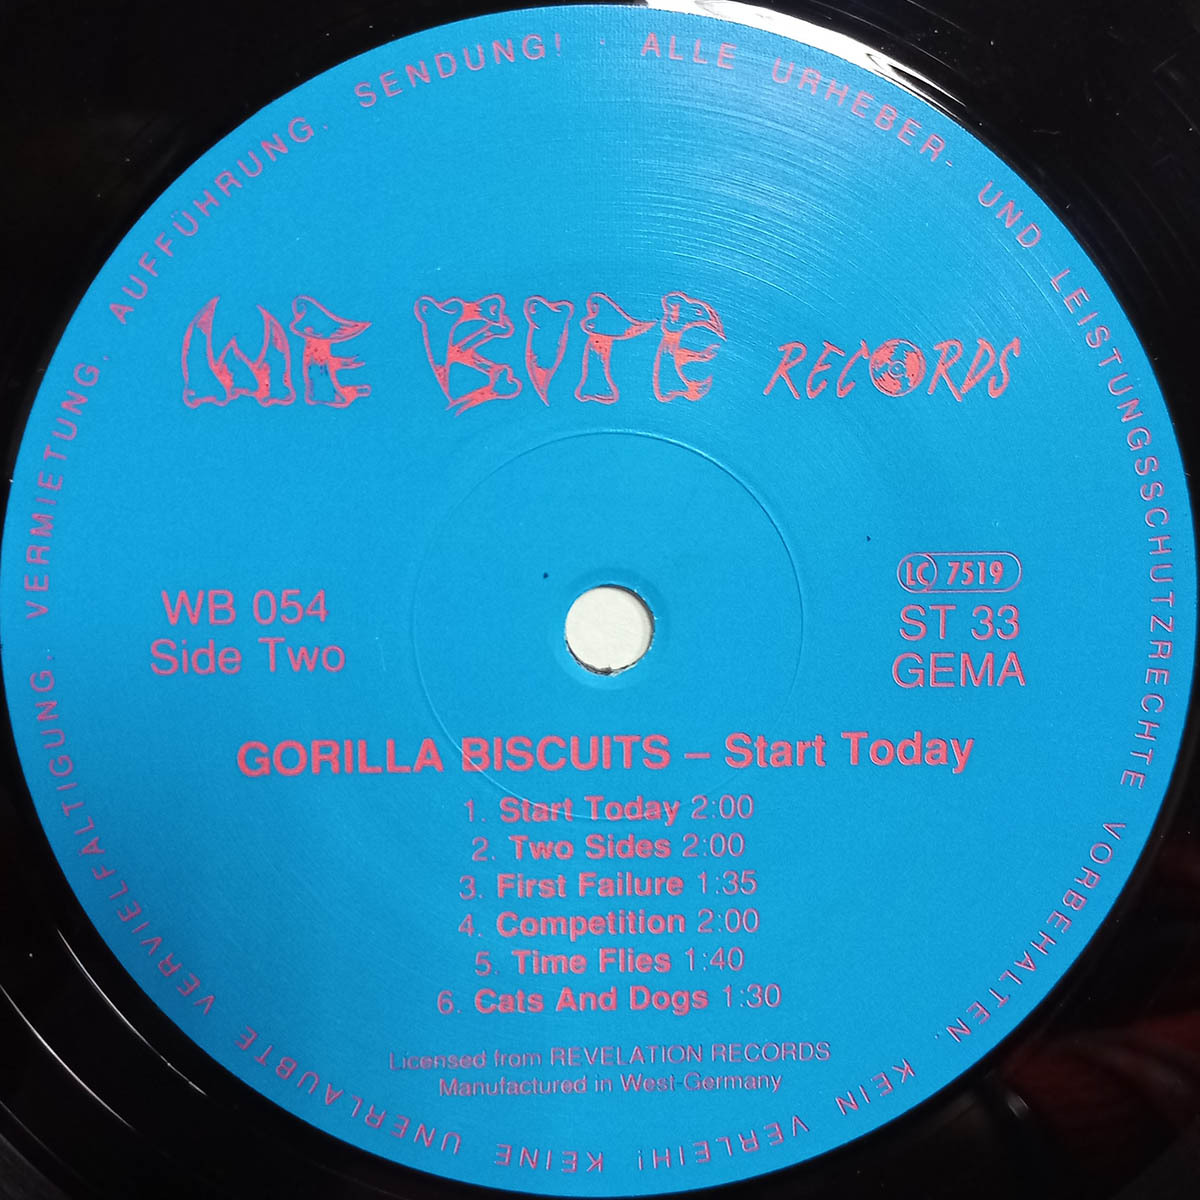 ALLE URHEBER- UND LEISTUNGSSCHUTZRECHTE VORBEHALTEN. KEIN VERLEIH! KEINE UNERLAUBTE VERVIELFÄLTIGUNG. VERMIETUNG. AUFFÜHRUNG. SENDUNG! ·
WE BITE RECORDS
WB 054
Side Two
LC 7519
ST 33
GEMA
GORILLA BISCUITS – Start Today
1. Start Today 2:00
2. Two Sides 2:00
3. First Failure 1:35
4. Competition 2:00
5. Time Flies 1:40
6. Cats And Dogs 1:30
Licensed from REVELATION RECORDS
Manufactured in West-Germany